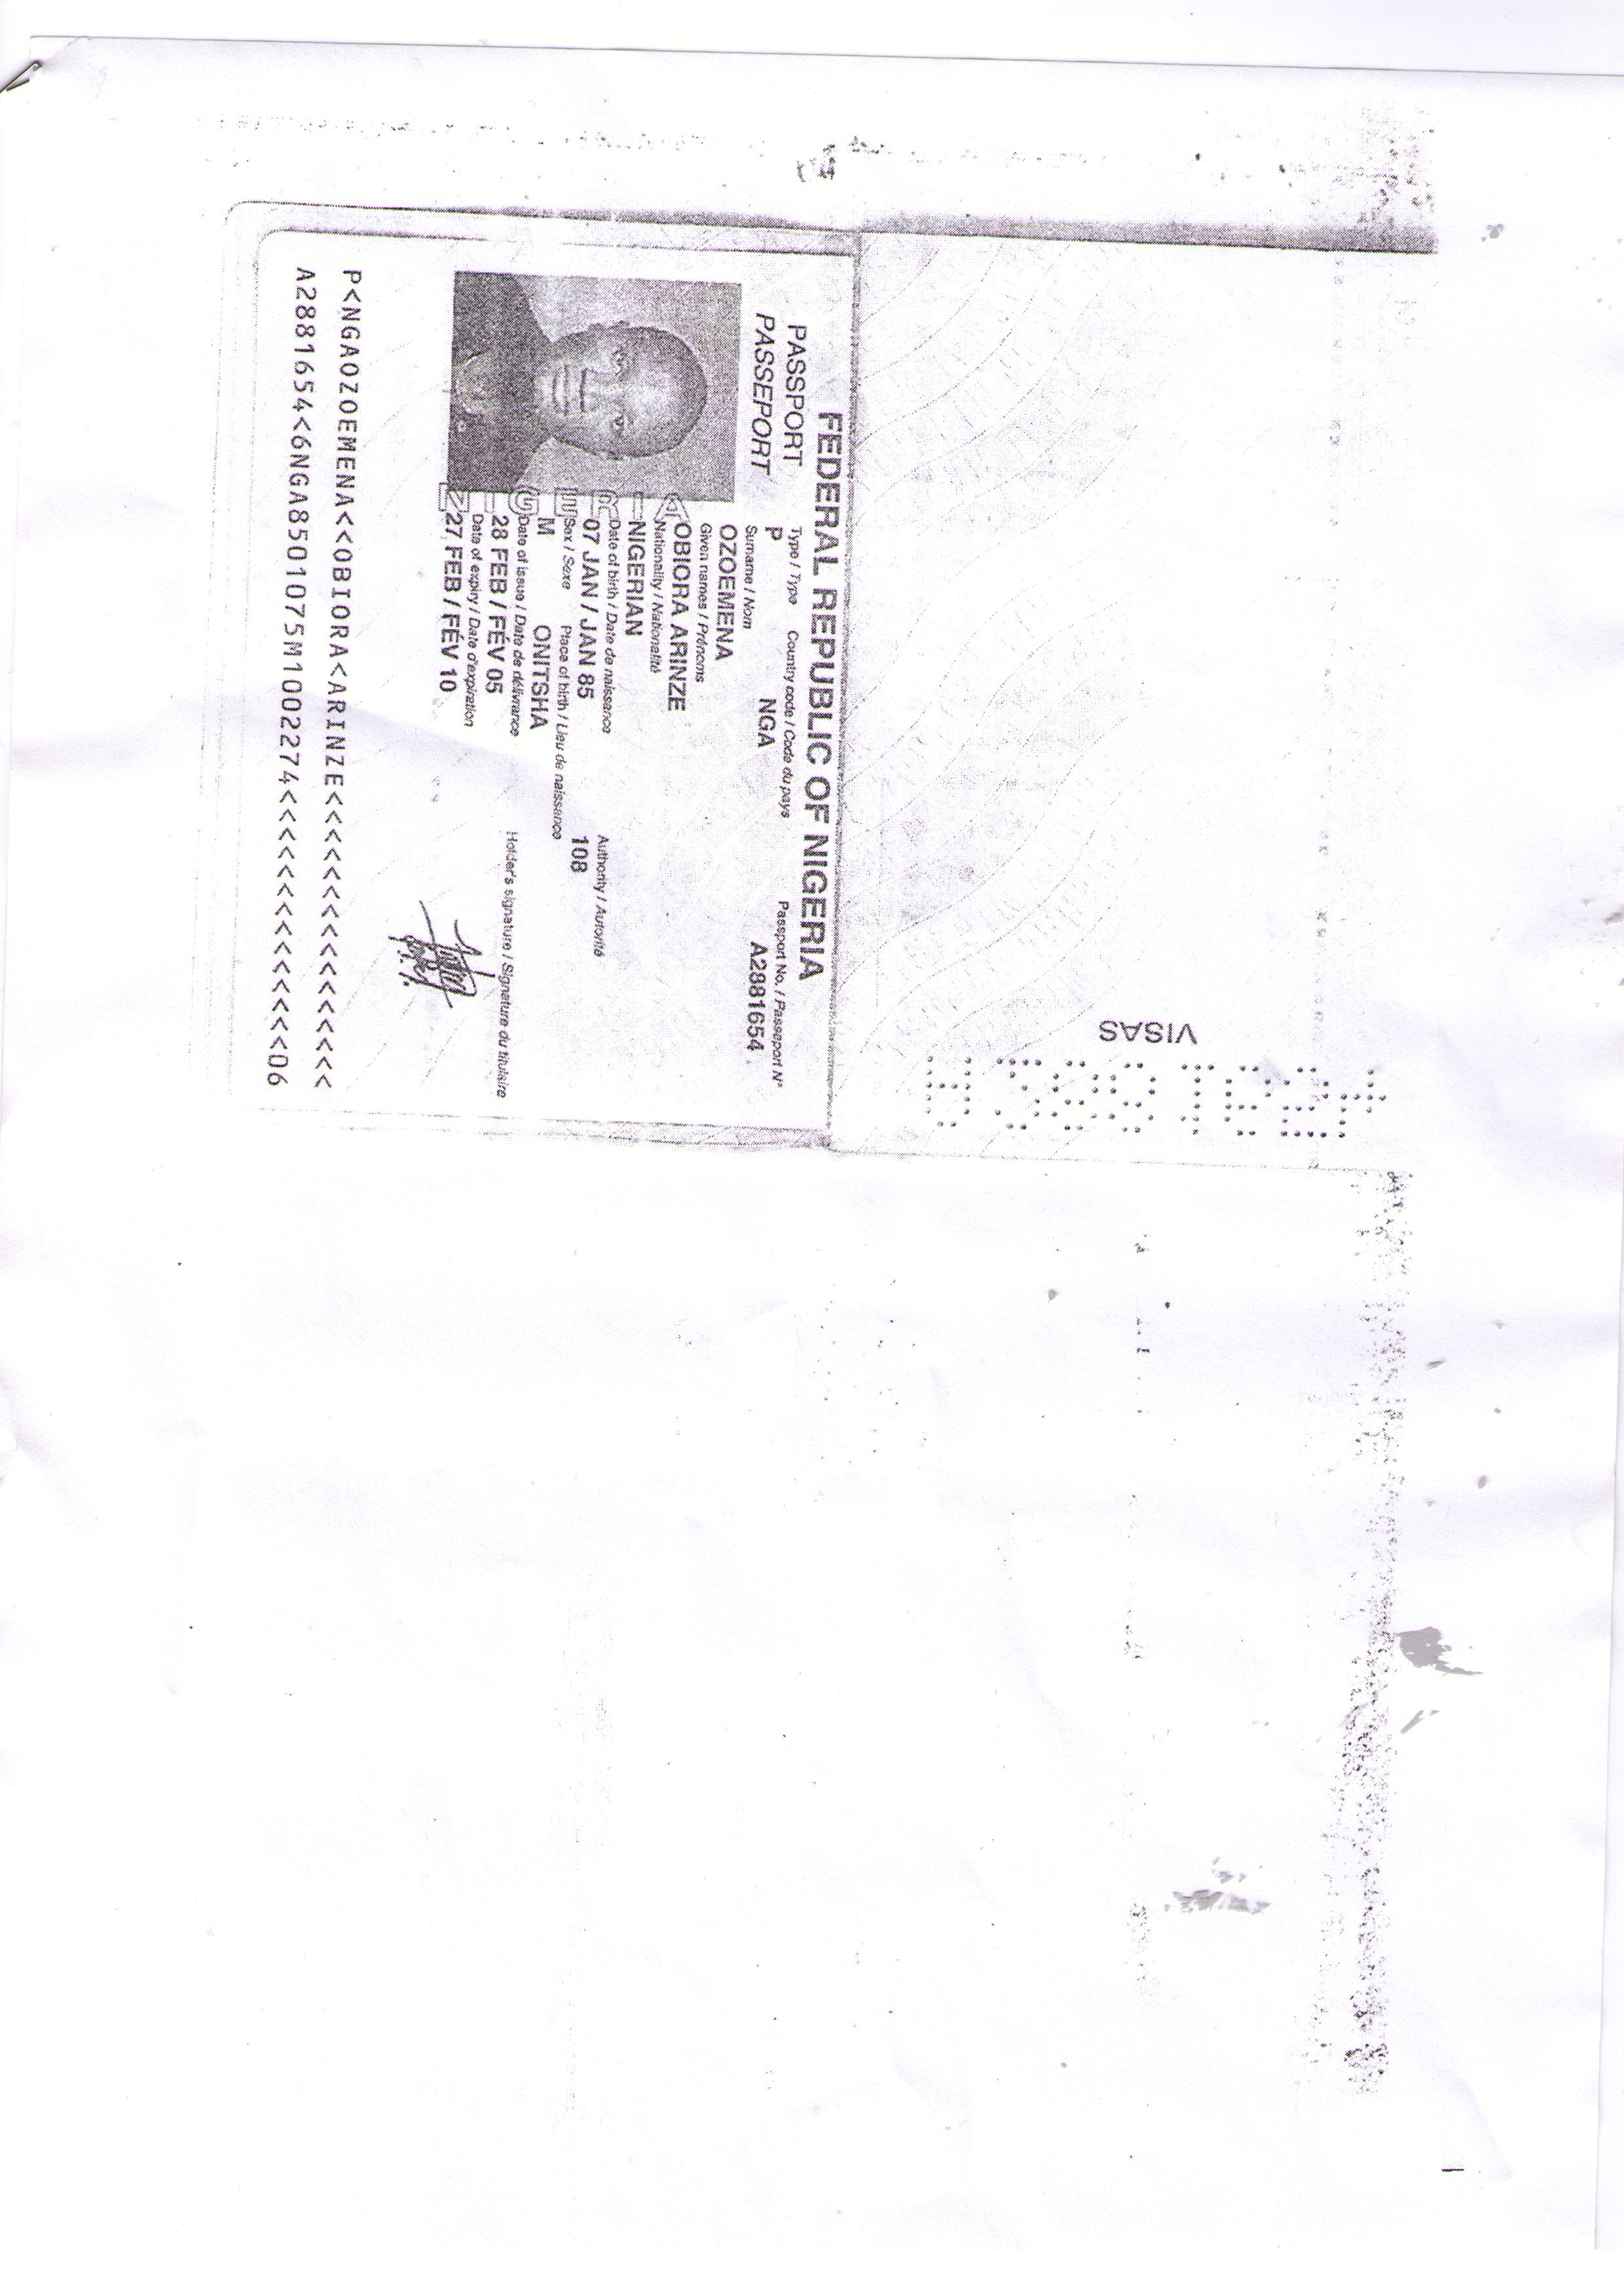 VISAS
A2881654
FEDERAL REPUBLIC OF NIGERIA
PASSPORT
PASSEPORT
Type / Type Country code / Code du pays Passport No. / Passeport N°
P NGA A2881654
Surname / Nom
OZOEMENA
Given names / Prénoms
OBIORA ARINZE
Nationality / Nationalité
NIGERIAN
Date of birth / Date de naissance Authority / Autorité
07 JAN / JAN 85 108
Sex / Sexe Place of birth / Lieu de naissance
M ONITSHA
Date of issue / Date de délivrance Holder's signature / Signature du titulaire
28 FEB / FÉV 05
Date of expiry / Date d'expiration
27 FEB / FÉV 10
NIGERIA
P<NGAOZOEMENA<<OBIORA<ARINZE<<<<<<<<<<<<<<<<
A2881654<6NGA8501075M1002274<<<<<<<<<<<<<<06